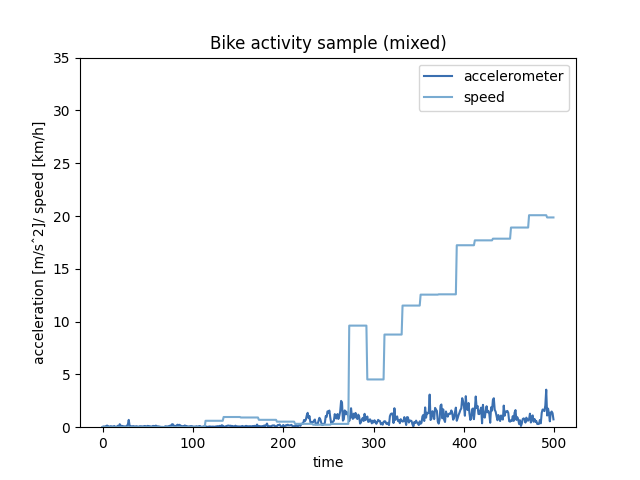 Bike activity sample (mixed)
accelerometer
speed
acceleration [m/sˆ2]/ speed [km/h]
35
30
25
20
15
10
5
0
0 100 200 300 400 500
time